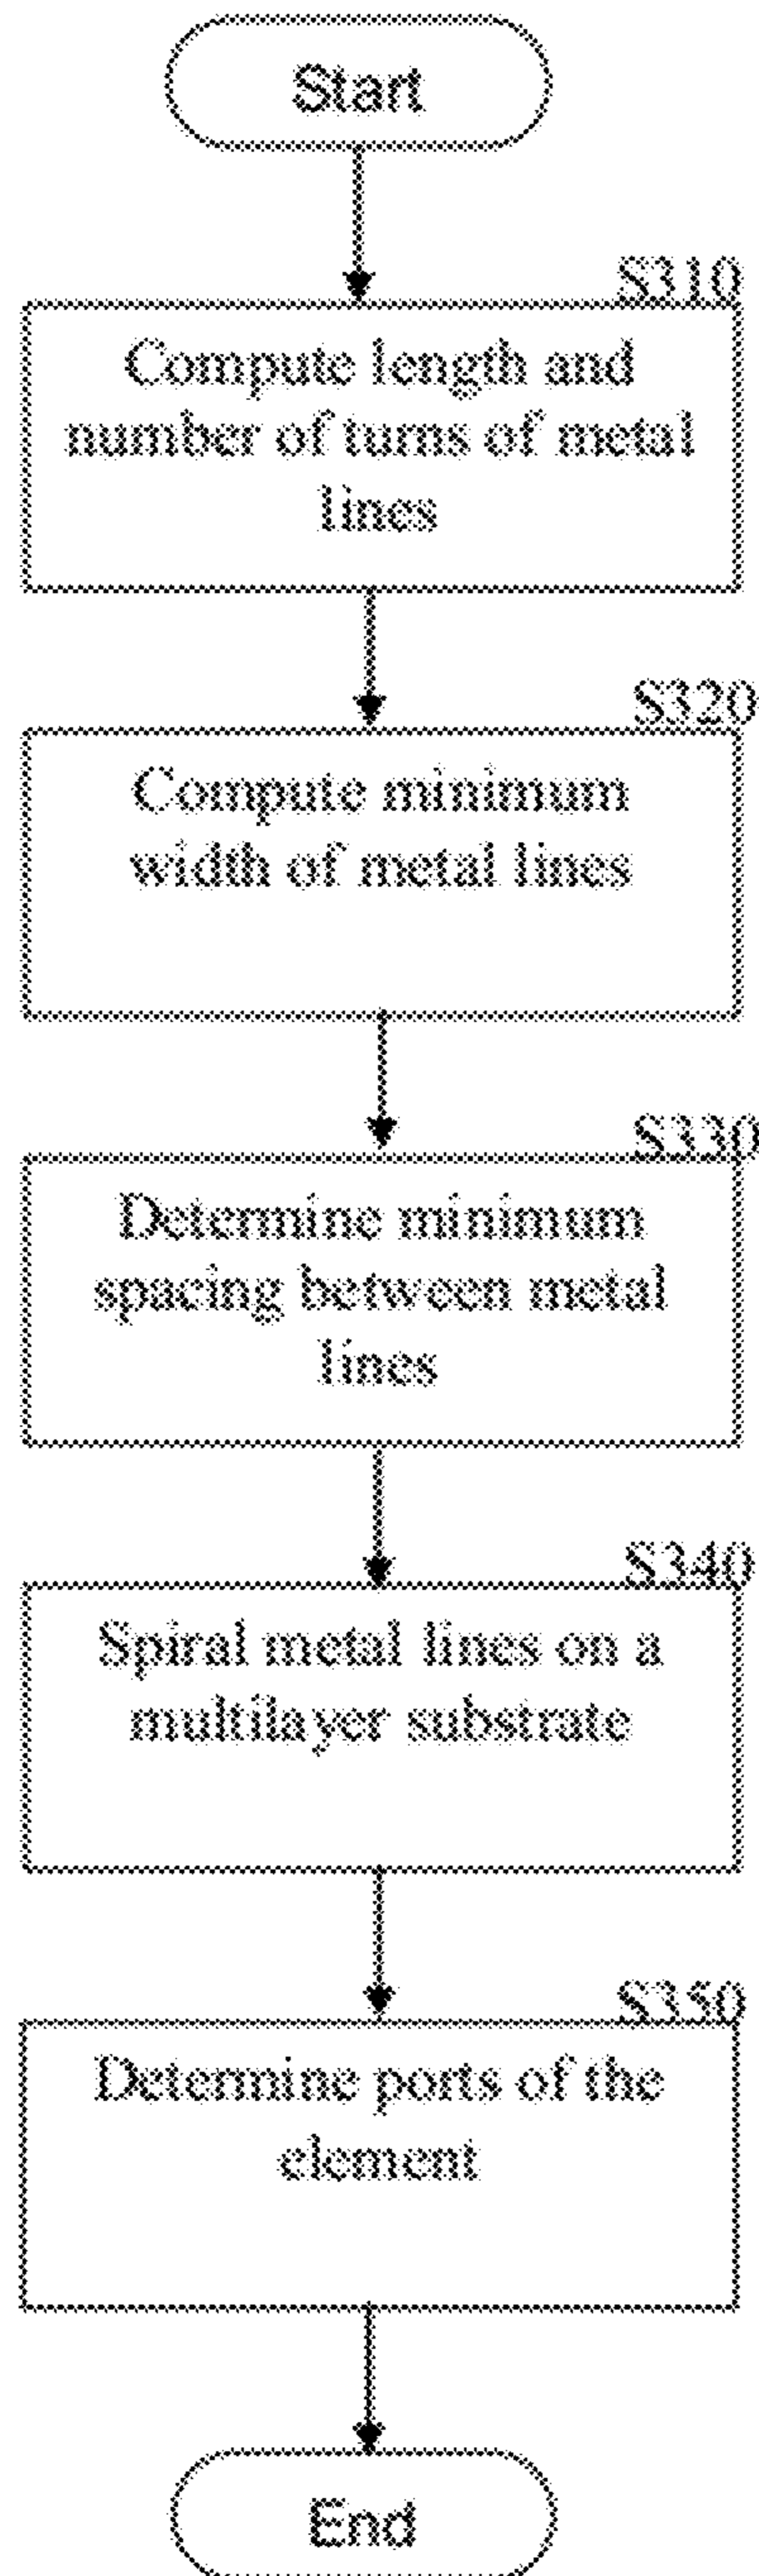 Start
S310
Compute length and
number of turns of metal
lines
S320
Compute minimum
width of metal lines
S330
Determine minimum
spacing between metal
lines
S340
Spiral metal lines on a
multilayer substrate
S350
Determine ports of the
element
End